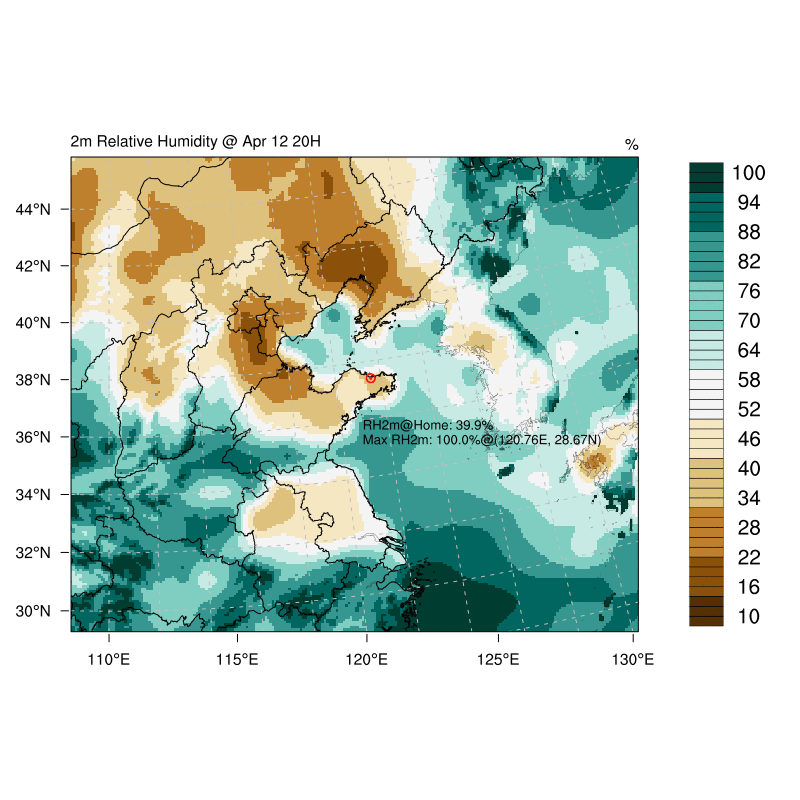 2m Relative Humidity @ Apr 12 20H
%
100
94
88
82
76
70
64
58
52
46
40
34
28
22
16
10
44°N
42°N
40°N
38°N
36°N
34°N
32°N
30°N
RH2m@Home: 39.9%
Max RH2m: 100.0%@(120.76E, 28.67N)
110°E 115°E 120°E 125°E 130°E